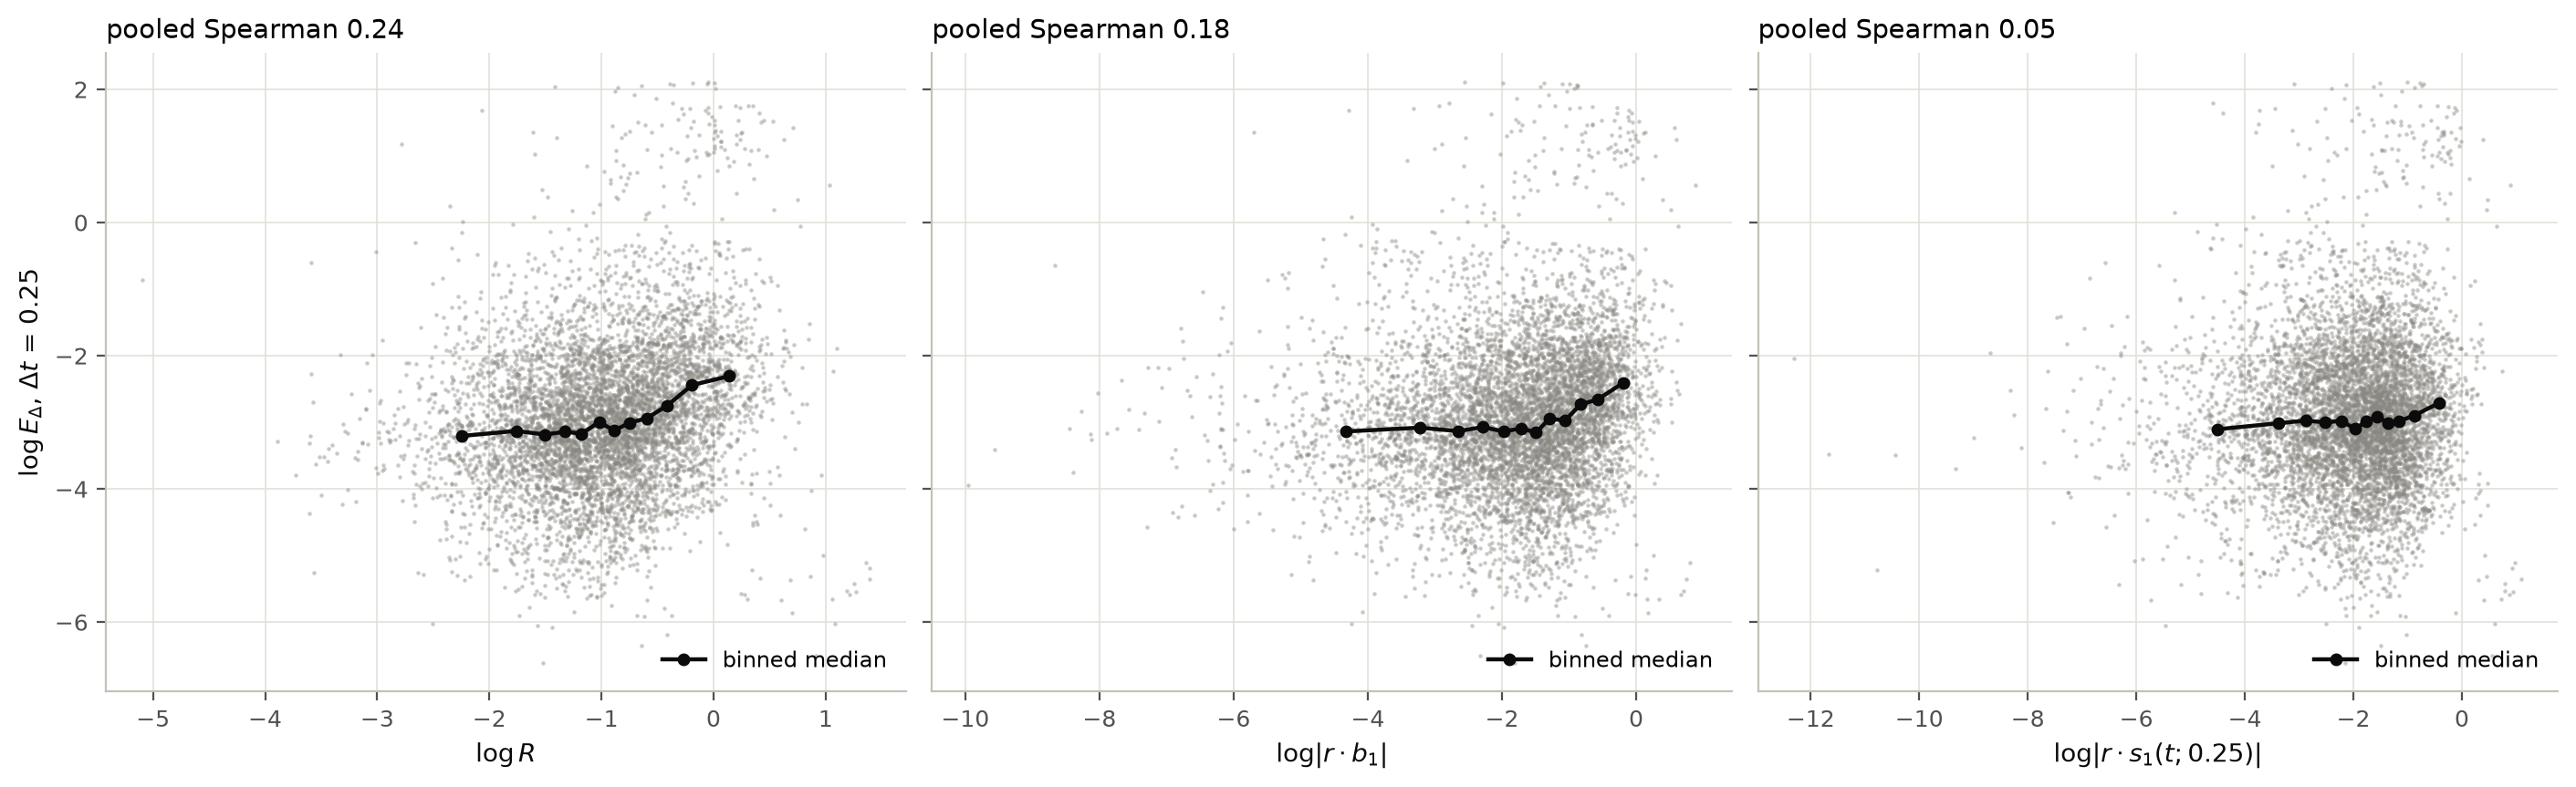 pooled Spearman 0.24
pooled Spearman 0.18
pooled Spearman 0.05
log E_Δ, Δt = 0.25
2
0
−2
−4
−6
binned median
binned median
binned median
−5 −4 −3 −2 −1 0 1
−10 −8 −6 −4 −2 0
−12 −10 −8 −6 −4 −2 0
log R
log|r · b₁|
log|r · s₁(t; 0.25)|